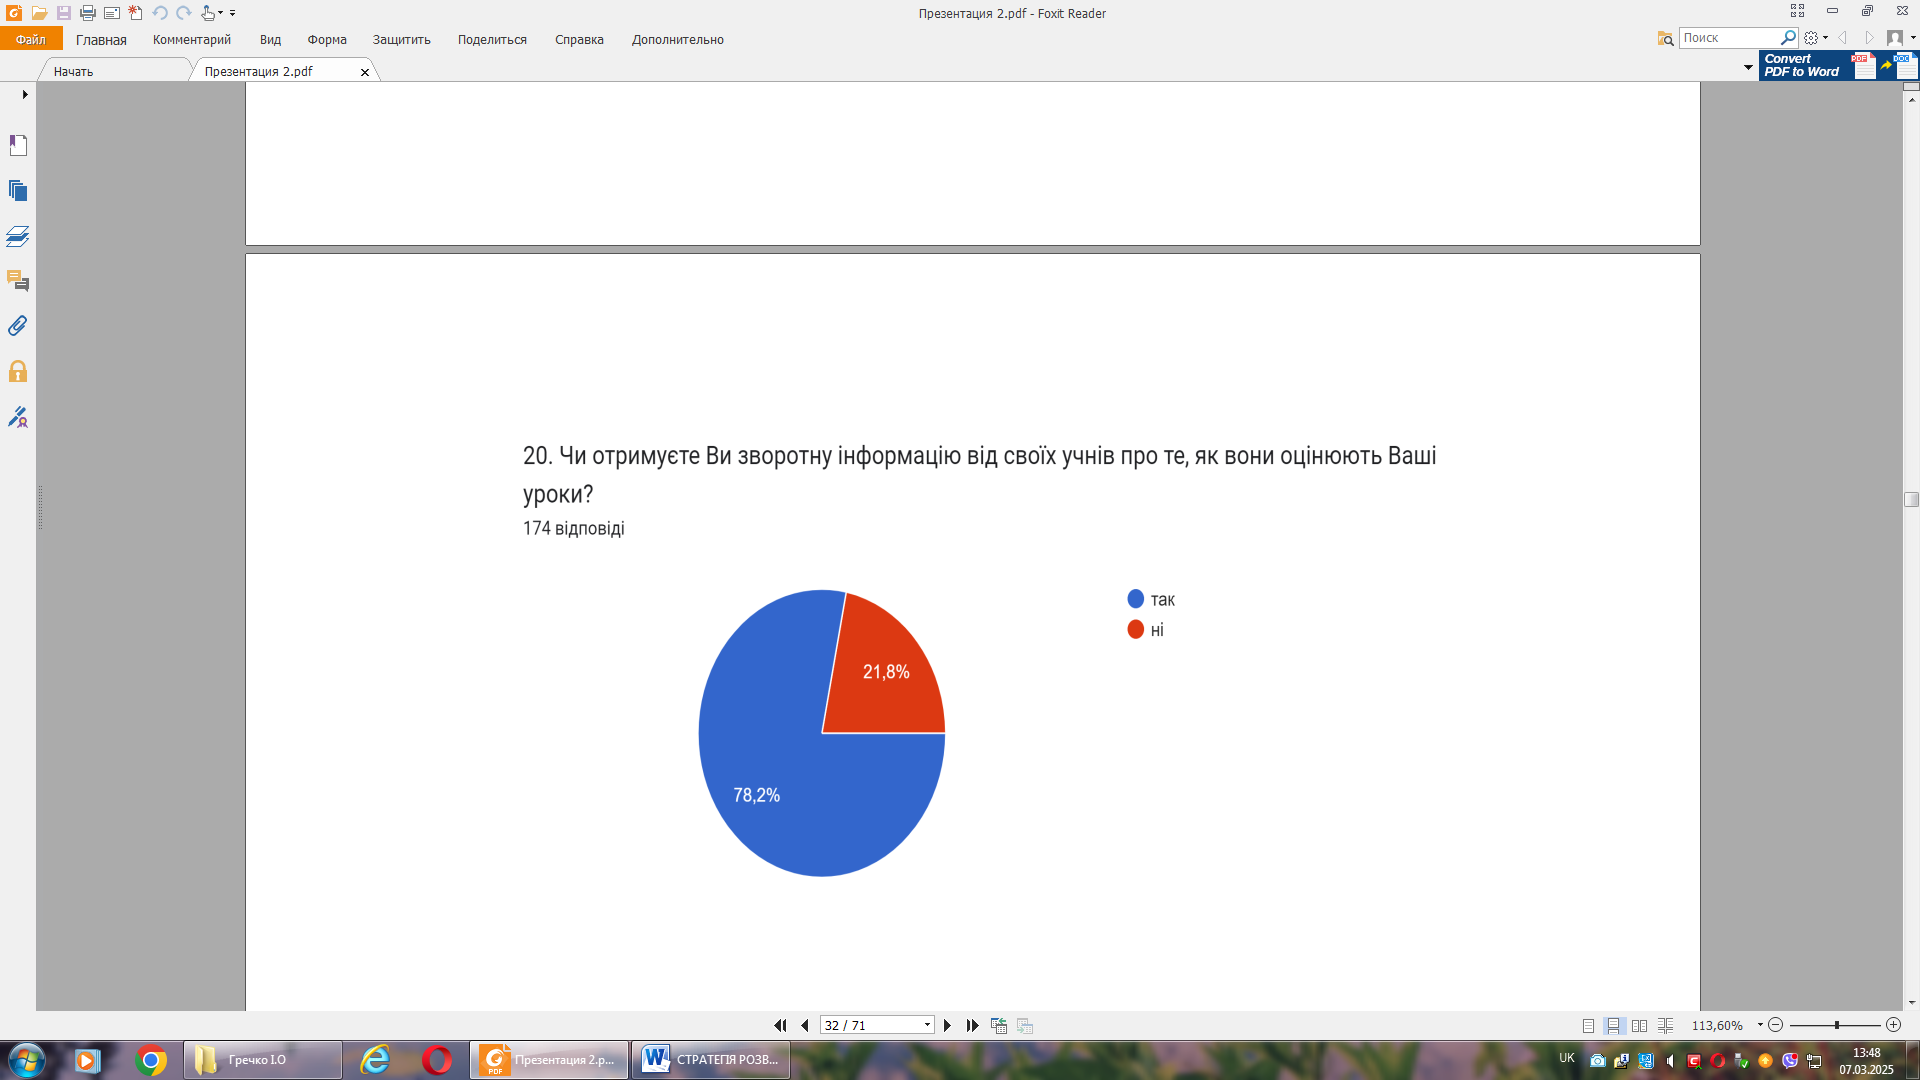 Презентация 2.pdf - Foxit Reader
Файл Главная Комментарий Вид Форма Защитить Поделиться Справка Дополнительно
Поиск
Начать
Презентация 2.pdf
Convert
PDF to Word
PDF
DOC
20. Чи отримуєте Ви зворотну інформацію від своїх учнів про те, як вони оцінюють Ваші
уроки?
174 відповіді
так
ні
21,8%
78,2%
32 / 71
113,60%
Гречко І.О
PDF
Презентация 2.p...
СТРАТЕГІЯ РОЗВ...
UK
13:48
07.03.2025